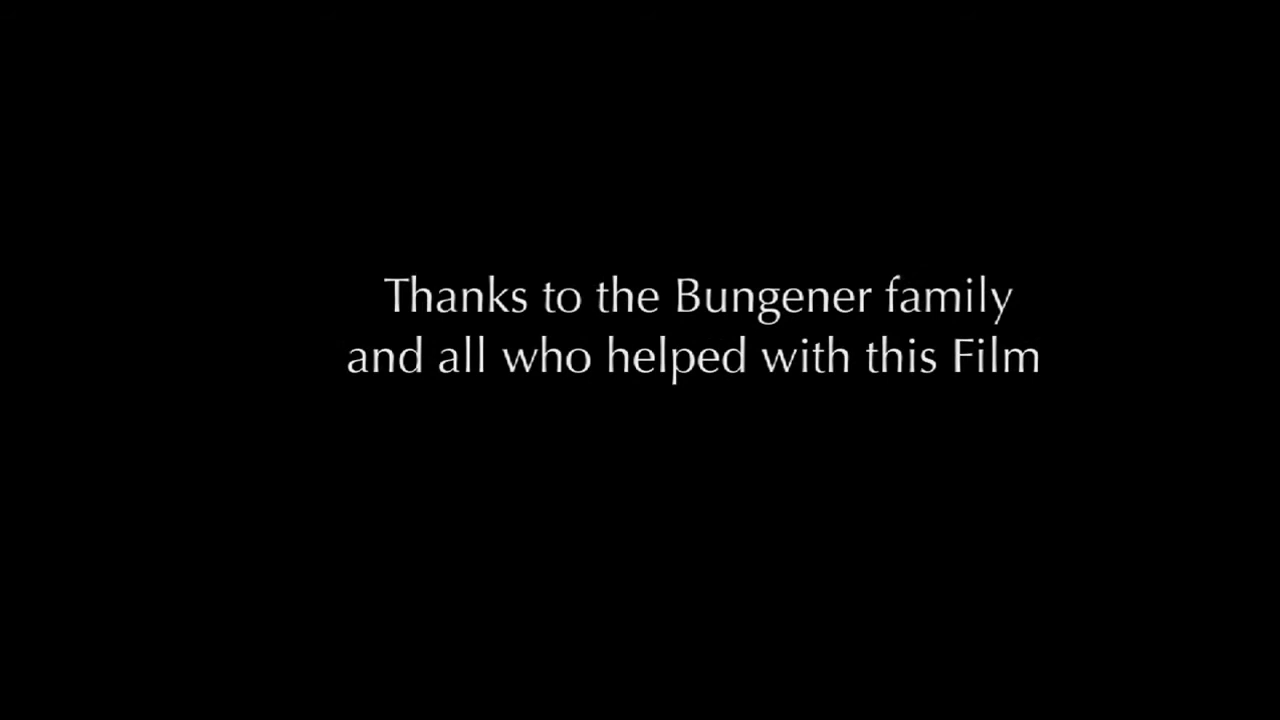 Thanks to the Bungener family
and all who helped with this Film